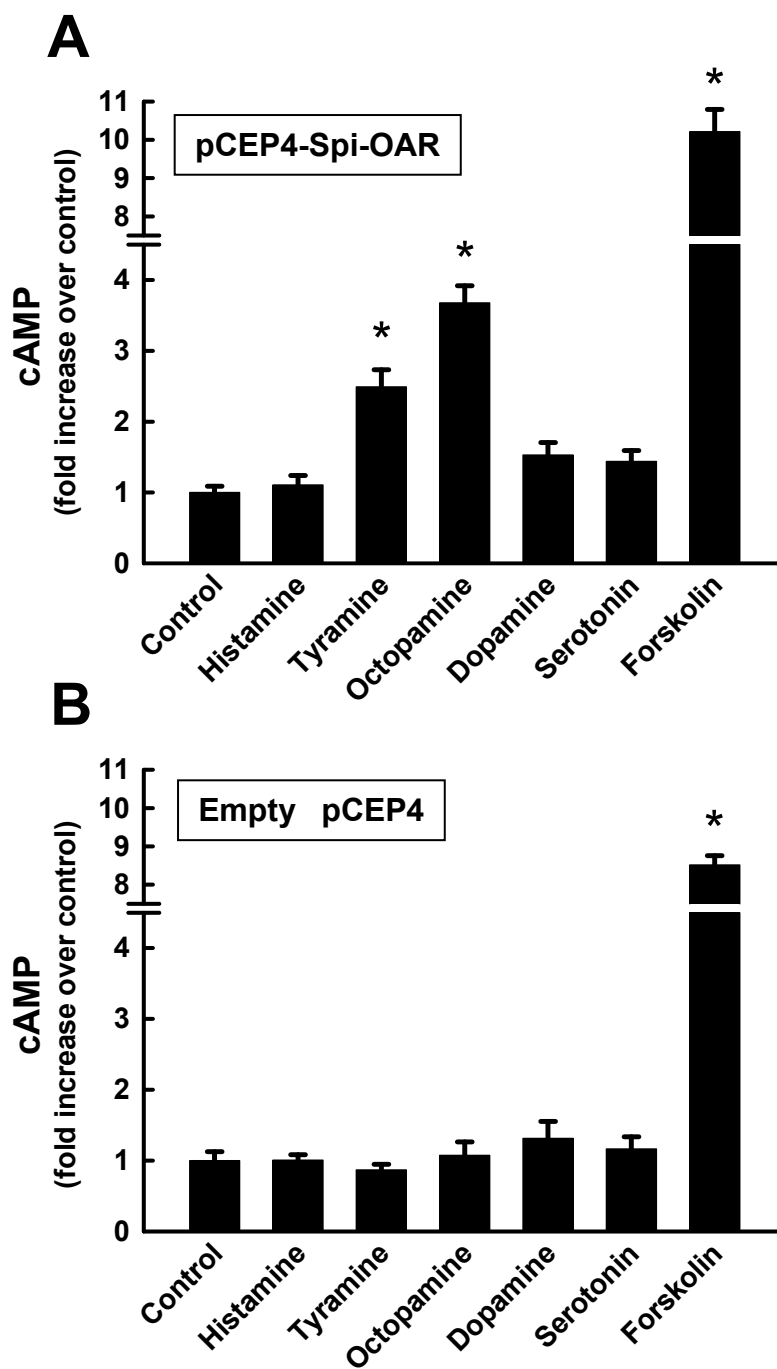 A
pCEP4-Spi-OAR
cAMP
(fold increase over control)
11
10
9
8
4
3
2
1
0
*
*
*
Control
Histamine
Tyramine
Octopamine
Dopamine
Serotonin
Forskolin
B
Empty pCEP4
cAMP
(fold increase over control)
11
10
9
8
4
3
2
1
0
*
Control
Histamine
Tyramine
Octopamine
Dopamine
Serotonin
Forskolin